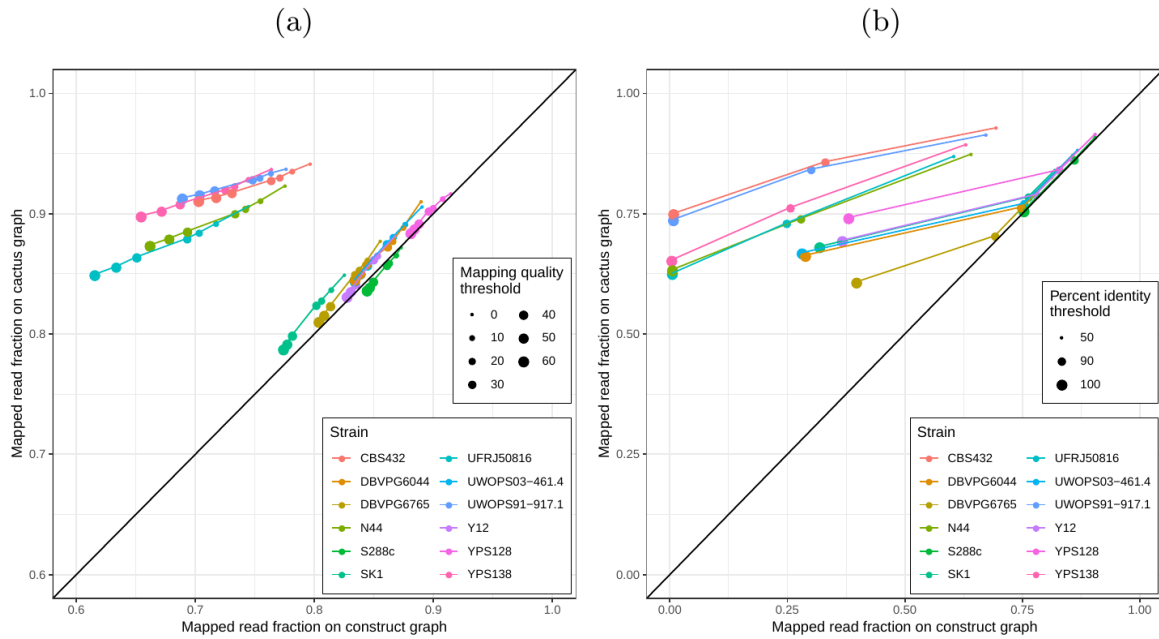 (a)
(b)
1.0
0.9
0.8
0.7
0.6
Mapped read fraction on cactus graph
0.6 0.7 0.8 0.9 1.0
Mapped read fraction on construct graph
Mapping quality
threshold
0 40
10 50
20 60
30
Strain
CBS432 UFRJ50816
DBVPG6044 UWOPS03−461.4
DBVPG6765 UWOPS91−917.1
N44 Y12
S288c YPS128
SK1 YPS138
1.00
0.75
0.50
0.25
0.00
Mapped read fraction on cactus graph
0.00 0.25 0.50 0.75 1.00
Mapped read fraction on construct graph
Percent identity
threshold
50
90
100
Strain
CBS432 UFRJ50816
DBVPG6044 UWOPS03−461.4
DBVPG6765 UWOPS91−917.1
N44 Y12
S288c YPS128
SK1 YPS138